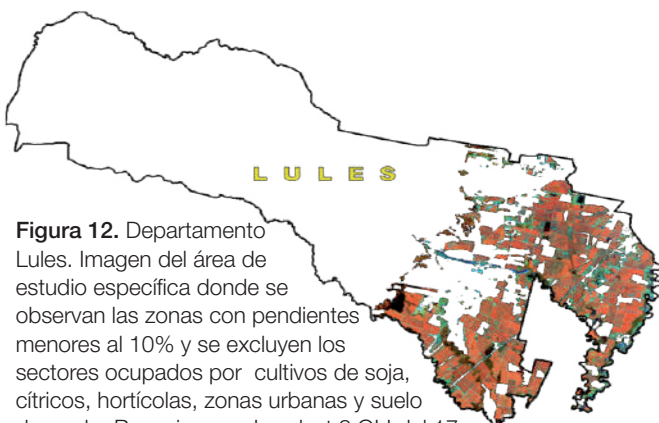 LULES
Figura 12. Departamento
Lules. Imagen del área de
estudio específica donde se
observan las zonas con pendientes
menores al 10% y se excluyen los
sectores ocupados por cultivos de soja,
cítricos, hortícolas, zonas urbanas y suelo